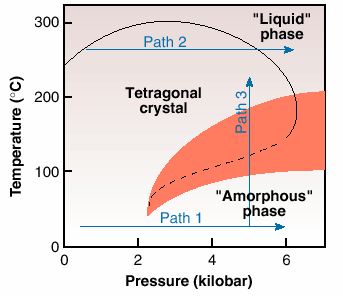 300
"Liquid"
phase
Path 2
Temperature (°C)
200
Tetragonal
crystal
Path 3
100
"Amorphous"
phase
Path 1
0
0
2
4
6
Pressure (kilobar)